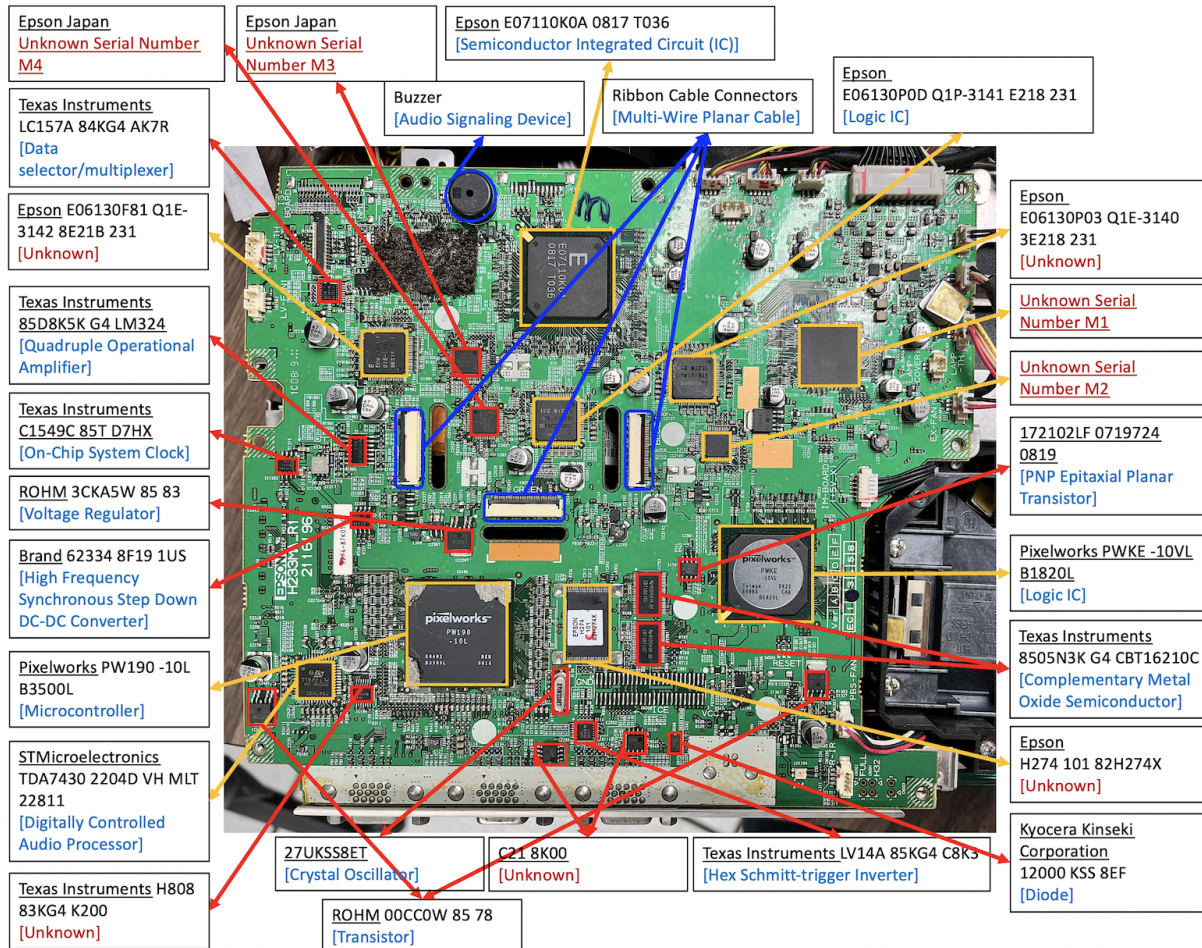 Epson Japan
Unknown Serial Number
M4
Epson Japan
Unknown Serial
Number M3
Epson E07110K0A 0817 T036
[Semiconductor Integrated Circuit (IC)]
Buzzer
[Audio Signaling Device]
Ribbon Cable Connectors
[Multi-Wire Planar Cable]
Epson
E06130P0D Q1P-3141 E218 231
[Logic IC]
Texas Instruments
LC157A 84KG4 AK7R
[Data
selector/multiplexer]
Epson E06130F81 Q1E-
3142 8E21B 231
[Unknown]
Texas Instruments
85D8K5K G4 LM324
[Quadruple Operational
Amplifier]
Texas Instruments
C1549C 85T D7HX
[On-Chip System Clock]
ROHM 3CKA5W 85 83
[Voltage Regulator]
Brand 62334 8F19 1US
[High Frequency
Synchronous Step Down
DC-DC Converter]
Pixelworks PW190 -10L
B3500L
[Microcontroller]
STMicroelectronics
TDA7430 2204D VH MLT
22811
[Digitally Controlled
Audio Processor]
Texas Instruments H808
83KG4 K200
[Unknown]
Epson
E06130P03 Q1E-3140
3E218 231
[Unknown]
Unknown Serial
Number M1
Unknown Serial
Number M2
172102LF 0719724
0819
[PNP Epitaxial Planar
Transistor]
Pixelworks PWKE -10VL
B1820L
[Logic IC]
Texas Instruments
8505N3K G4 CBT16210C
[Complementary Metal
Oxide Semiconductor]
Epson
H274 101 82H274X
[Unknown]
Kyocera Kinseki
Corporation
12000 KSS 8EF
[Diode]
27UKSS8ET
[Crystal Oscillator]
C21 8K00
[Unknown]
Texas Instruments LV14A 85KG4 C8K3
[Hex Schmitt-trigger Inverter]
ROHM 00CC0W 85 78
[Transistor]
E
E07110K0A
0817 T036
m
GREEN
EPSON
2116196
pixelworks
PW190
-10L
pixelworks
PWKE
-10VL
B1820L
EPSON
H274
RESET